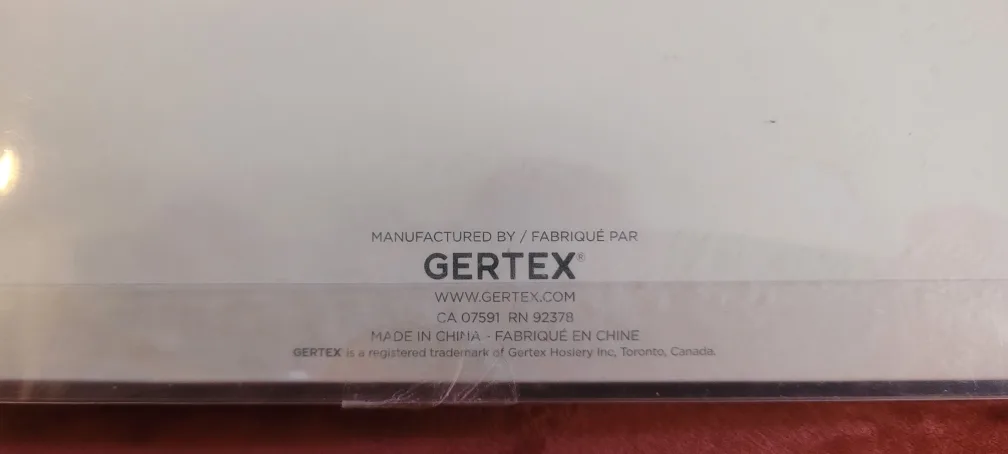 MANUFACTURED BY / FABRIQUÉ PAR
GERTEX®
WWW.GERTEX.COM
CA 07591 RN 92378
MADE IN CHINA · FABRIQUÉ EN CHINE
GERTEX is a registered trademark of Gertex Hosiery Inc, Toronto, Canada.